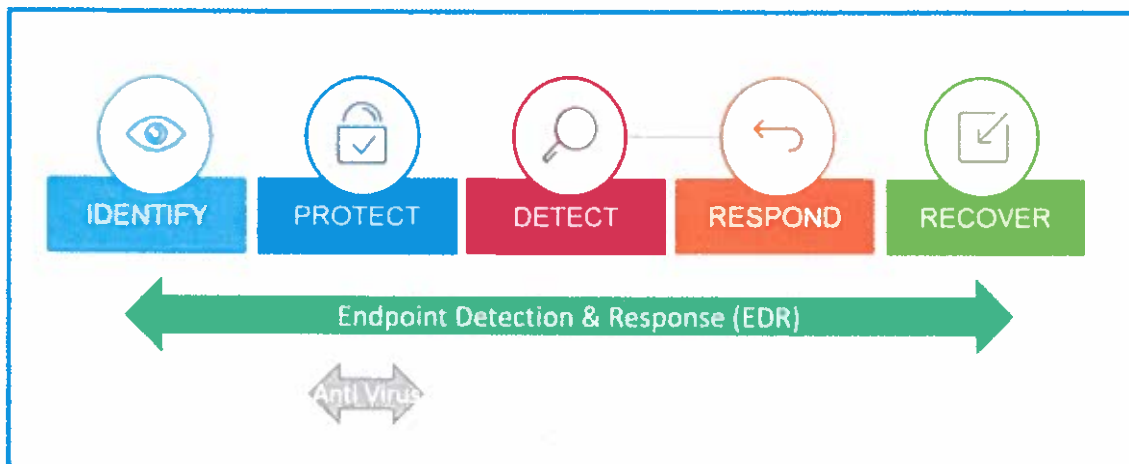 IDENTIFY
PROTECT
DETECT
RESPOND
RECOVER
Endpoint Detection & Response (EDR)
Anti Virus